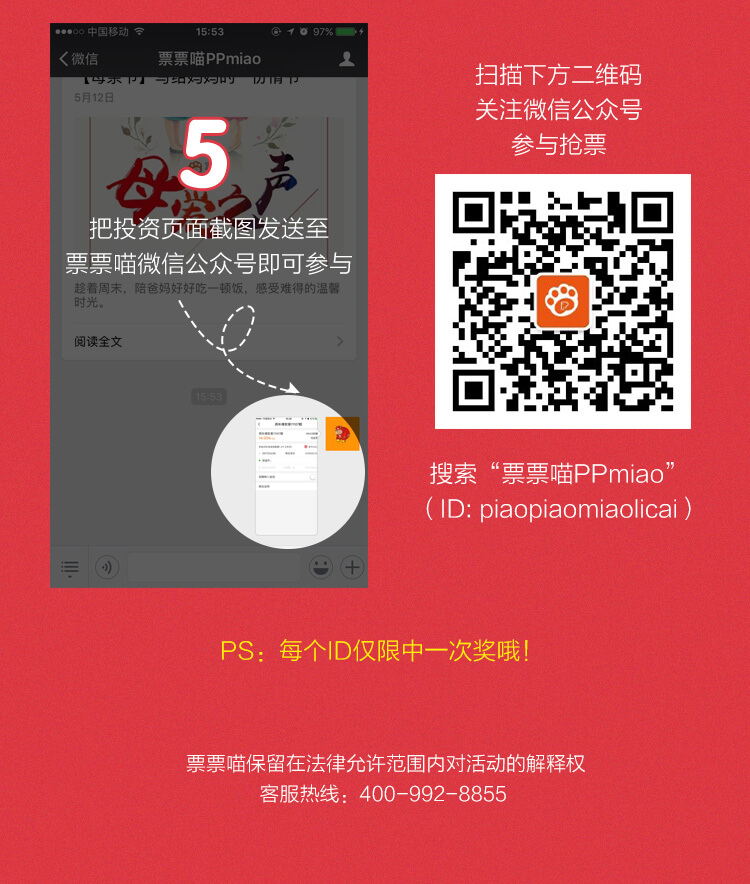 中国移动
15:53
97%
微信
票票喵PPmiao
【母亲节】写给妈妈的一份情书
5月12日
母爱之声
5
把投资页面截图发送至
票票喵微信公众号即可参与
趁着周末，陪爸妈好好吃一顿饭，感受难得的温馨
时光。
阅读全文
15:53
扫描下方二维码
关注微信公众号
参与抢票
搜索“票票喵PPmiao”
（ID: piaopiaomiaolicai）
PS：每个ID仅限中一次奖哦！
票票喵保留在法律允许范围内对活动的解释权
客服热线：400-992-8855